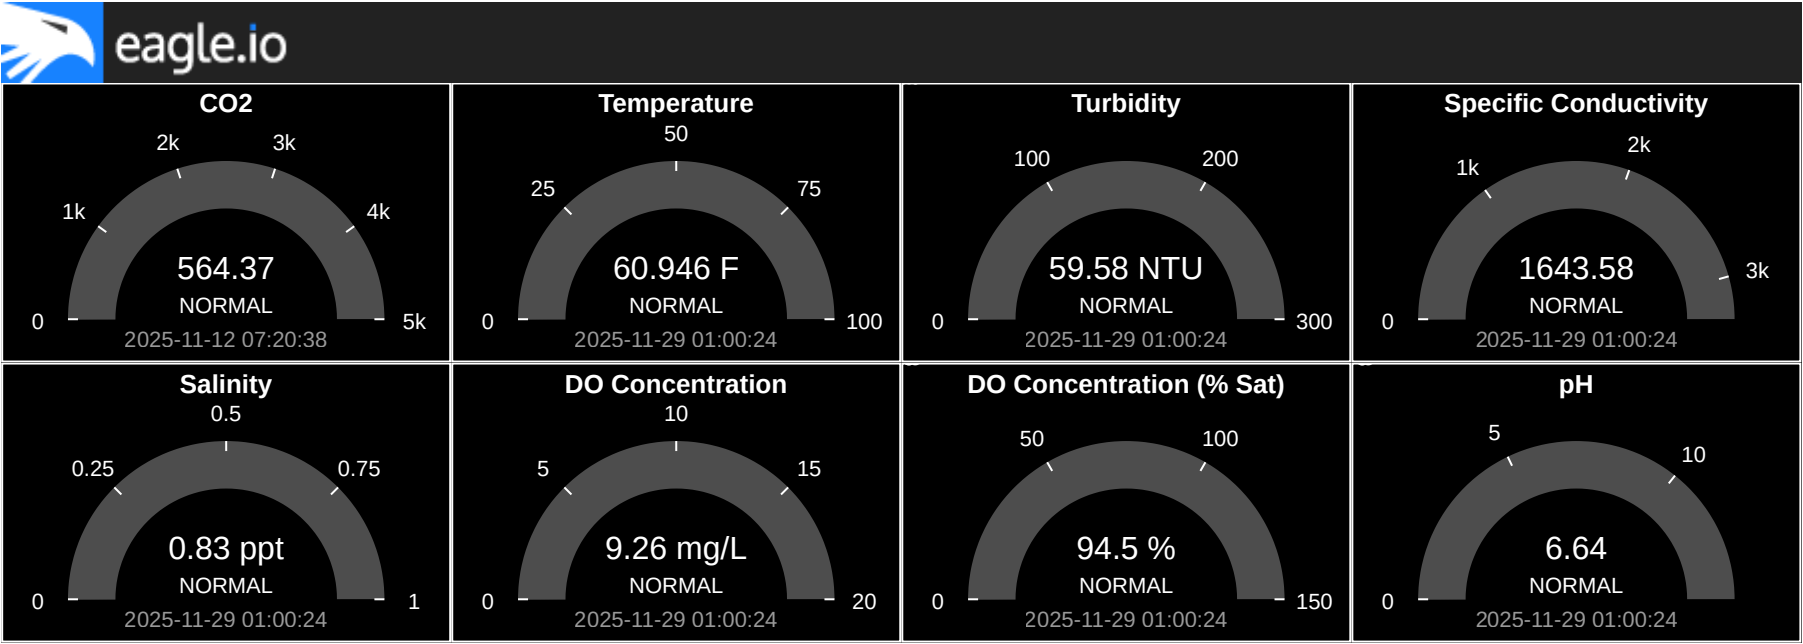 eagle.io
CO2
2k
3k
1k
4k
564.37
NORMAL
0
5k
2025-11-12 07:20:38
Temperature
50
25
75
60.946 F
NORMAL
0
100
2025-11-29 01:00:24
Turbidity
100
200
59.58 NTU
NORMAL
0
300
2025-11-29 01:00:24
Specific Conductivity
2k
1k
1643.58
3k
NORMAL
0
2025-11-29 01:00:24
Salinity
0.5
0.25
0.75
0.83 ppt
NORMAL
0
1
2025-11-29 01:00:24
DO Concentration
10
5
15
9.26 mg/L
NORMAL
0
20
2025-11-29 01:00:24
DO Concentration (% Sat)
50
100
94.5 %
NORMAL
0
150
2025-11-29 01:00:24
pH
5
10
6.64
NORMAL
0
2025-11-29 01:00:24